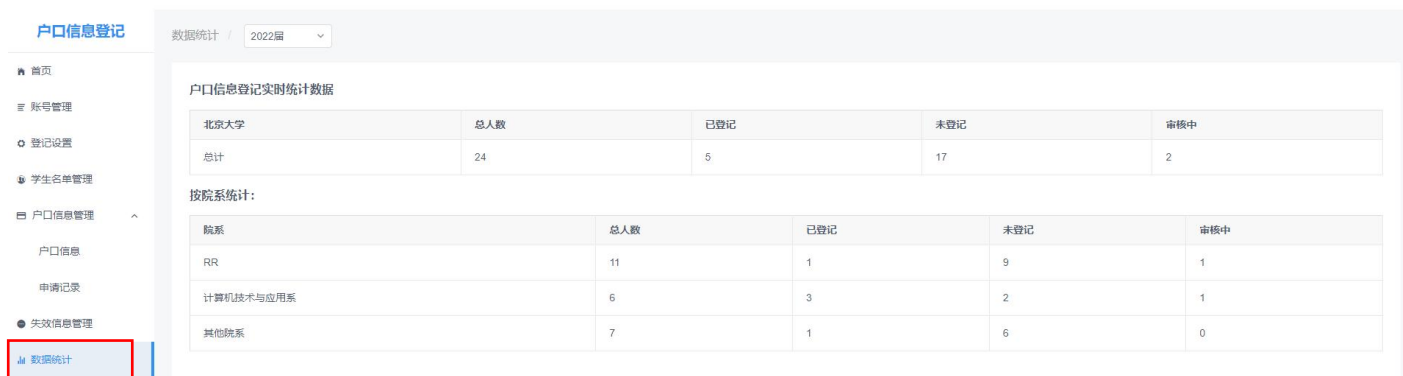 户口信息登记
数据统计 / 2022届
首页
账号管理
登记设置
学生名单管理
户口信息管理
户口信息
申请记录
失效信息管理
数据统计
户口信息登记实时统计数据
北京大学 总人数 已登记 未登记 审核中
总计 24 5 17 2
按院系统计：
院系 总人数 已登记 未登记 审核中
RR 11 1 9 1
计算机技术与应用系 6 3 2 1
其他院系 7 1 6 0